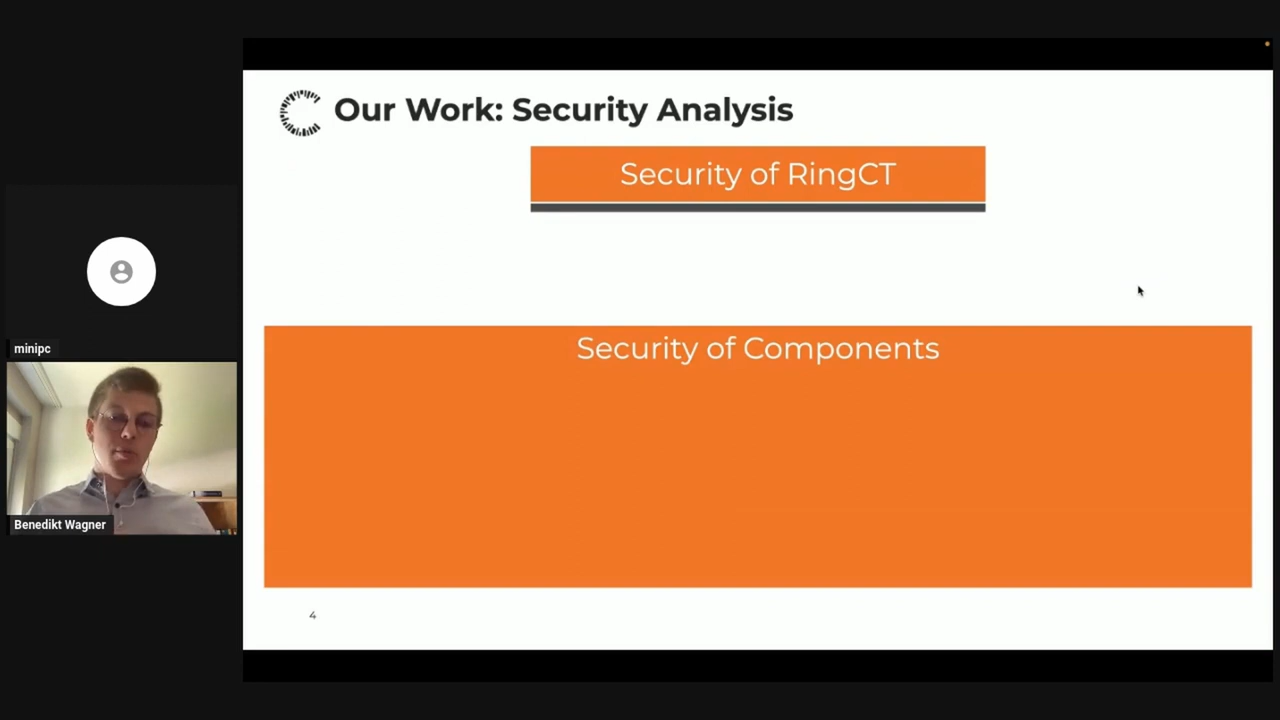 Our Work: Security Analysis
Security of RingCT
Security of Components
minipc
Benedikt Wagner
4